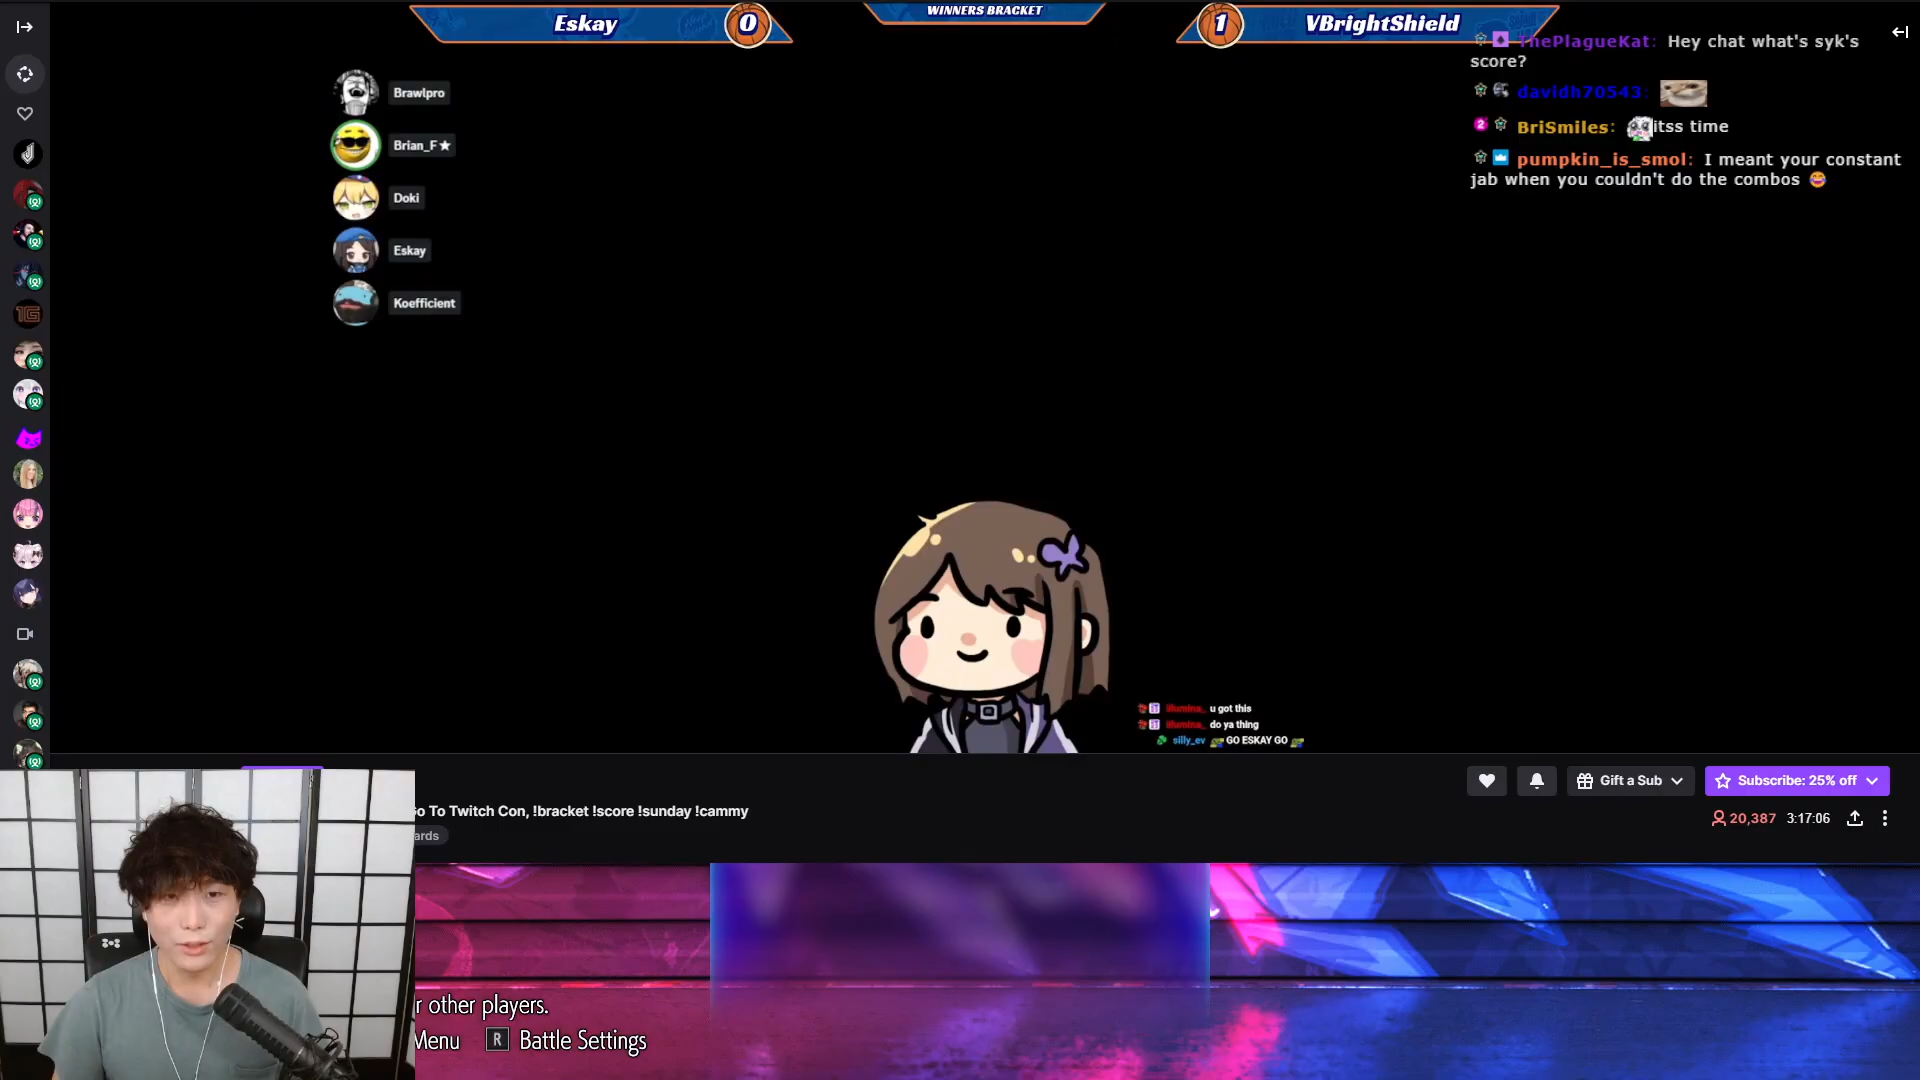 Eskay
0
WINNERS BRACKET
1
VBrightShield
ThePlagueKat: Hey chat what's syk's
score?
davidh70543:
BriSmiles: itss time
pumpkin_is_smol: I meant your constant
jab when you couldn't do the combos
Brawlpro
Brian_F★
Doki
Eskay
Koefficient
u got this
do ya thing
silly_ev GO ESKAY GO
Gift a Sub
Subscribe: 25% off
Go To Twitch Con, !bracket !score !sunday !cammy
20,387
3:17:06
ards
r other players.
Menu
R
Battle Settings